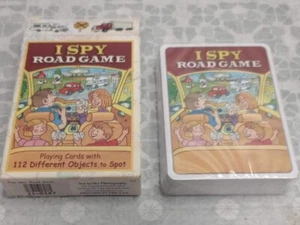 I SPY
ROAD GAME
Playing Cards with
112 Different Objects to Spot
I SPY
ROAD GAME